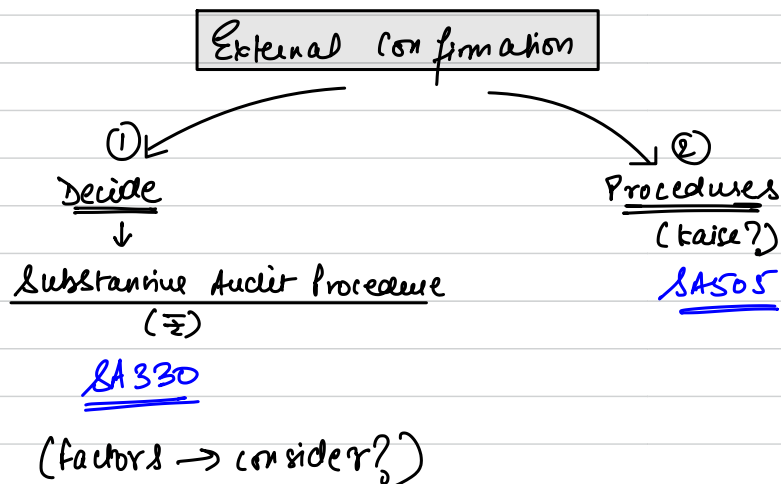 External Confirmation
①
Decide
↓
Substantive Audit Procedure
SA330
(factors → consider?)
②
Procedures
(kaise?)
SA505